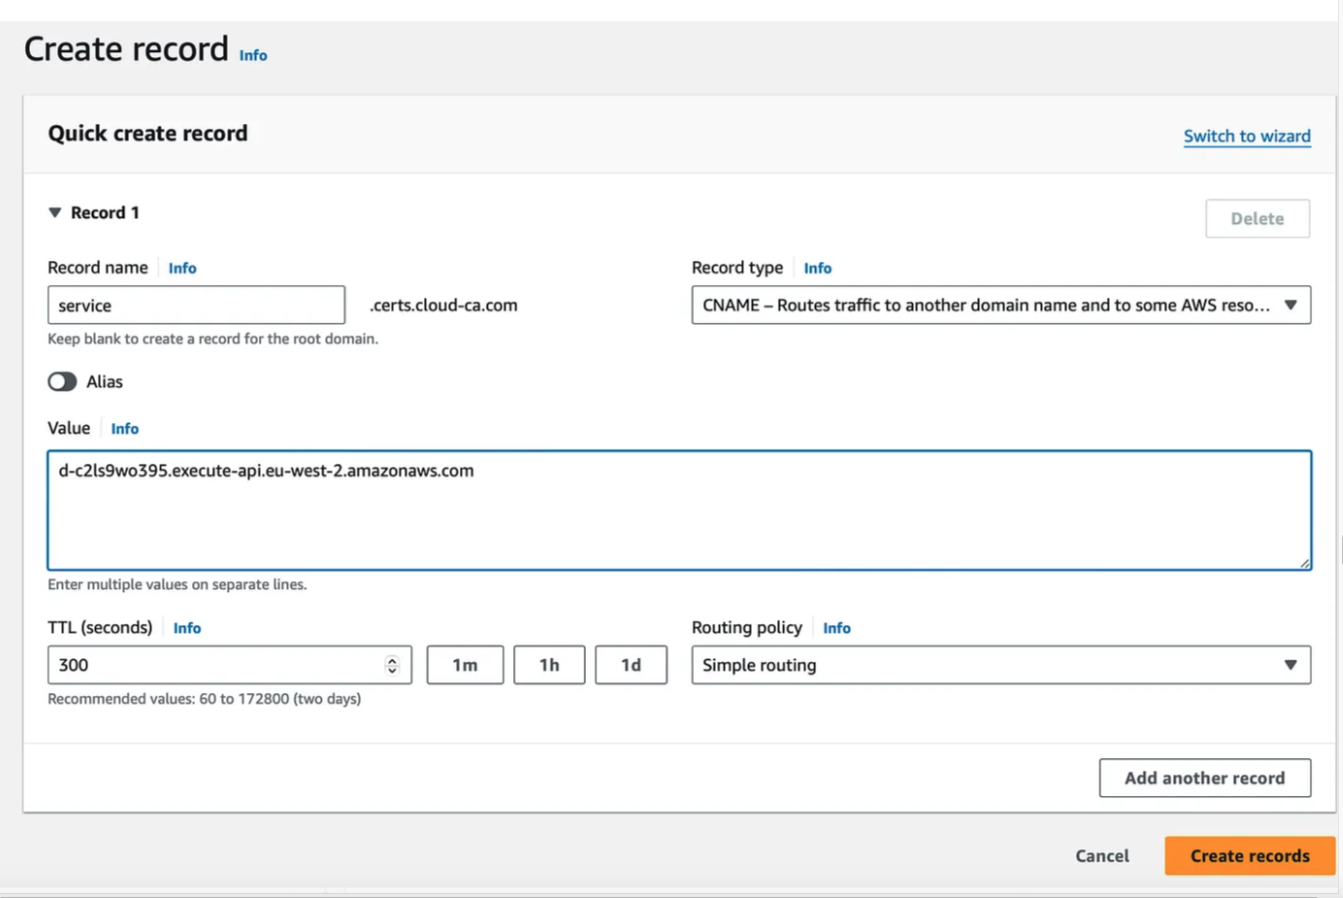 Create record Info
Quick create record
Switch to wizard
▼ Record 1
Delete
Record name Info
Record type Info
service .certs.cloud-ca.com
CNAME – Routes traffic to another domain name and to some AWS reso...
Keep blank to create a record for the root domain.
Alias
Value Info
d-c2ls9wo395.execute-api.eu-west-2.amazonaws.com
Enter multiple values on separate lines.
TTL (seconds) Info
Routing policy Info
300 1m 1h 1d
Simple routing
Recommended values: 60 to 172800 (two days)
Add another record
Cancel Create records